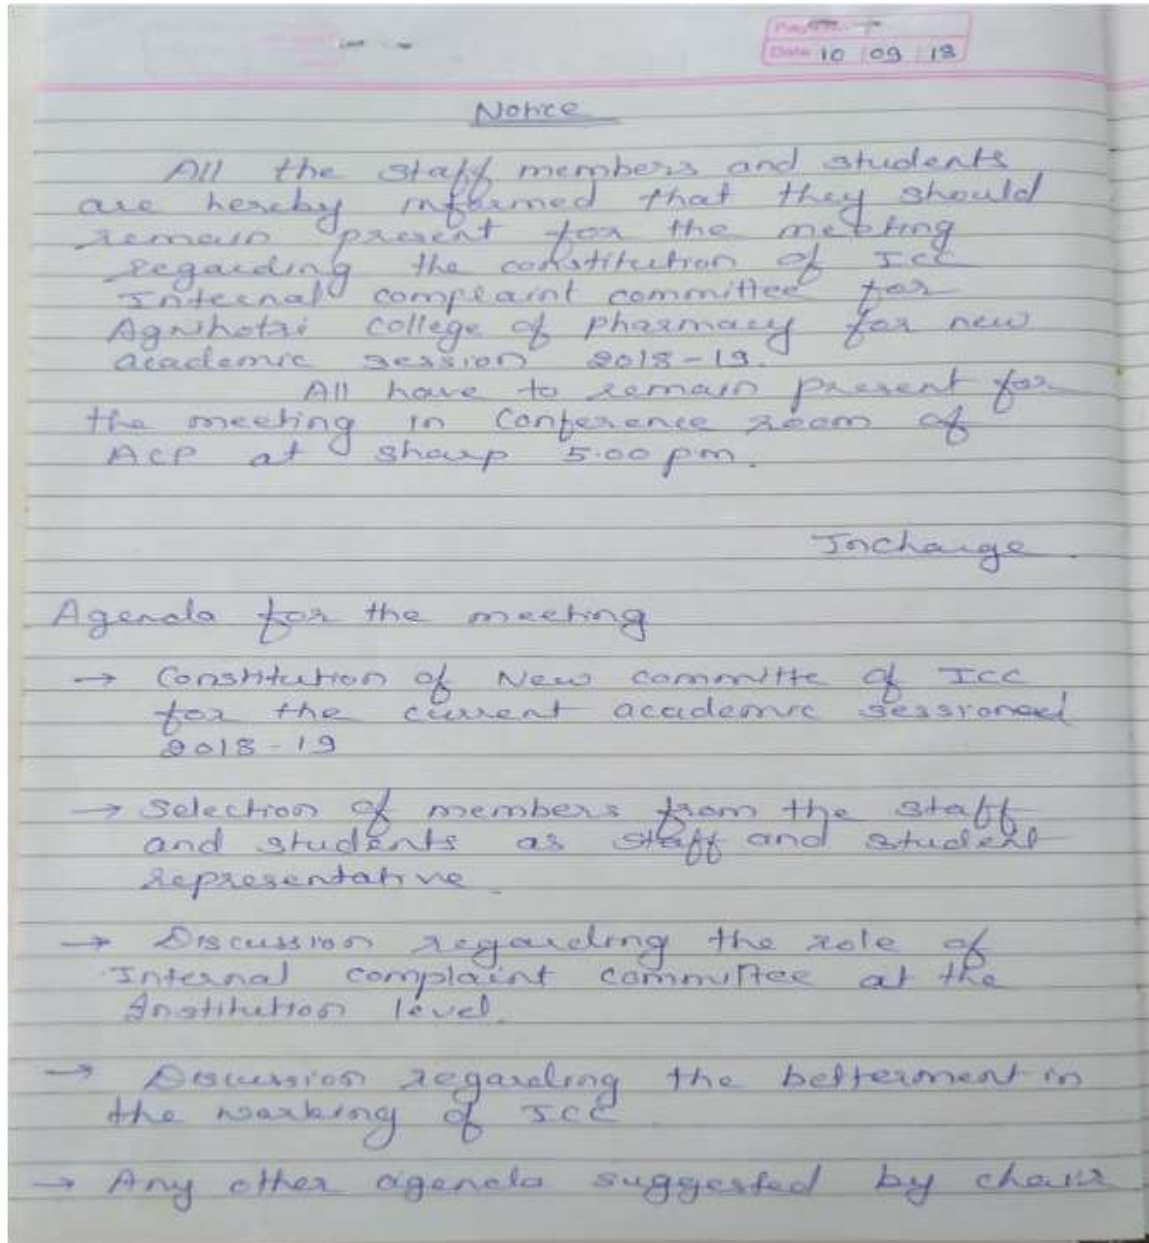 Date 10 09 18
Notice
All the staff members and students
are hereby informed that they should
remain present for the meeting
regarding the constitution of ICC
Internal complaint committee for
Agnihotri college of pharmacy for new
academic session 2018-19.
All have to remain present for
the meeting in Conference room of
ACP at sharp 5.00 pm.
Incharge.
Agenda for the meeting
→ Constitution of New committe of ICC
for the current academic session
2018-19
→ Selection of members from the staff
and students as staff and student
representative.
→ Discussion regarding the role of
Internal complaint committee at the
Institution level.
→ Discussion regarding the betterment in
the working of ICC
→ Any other agenda suggested by chair